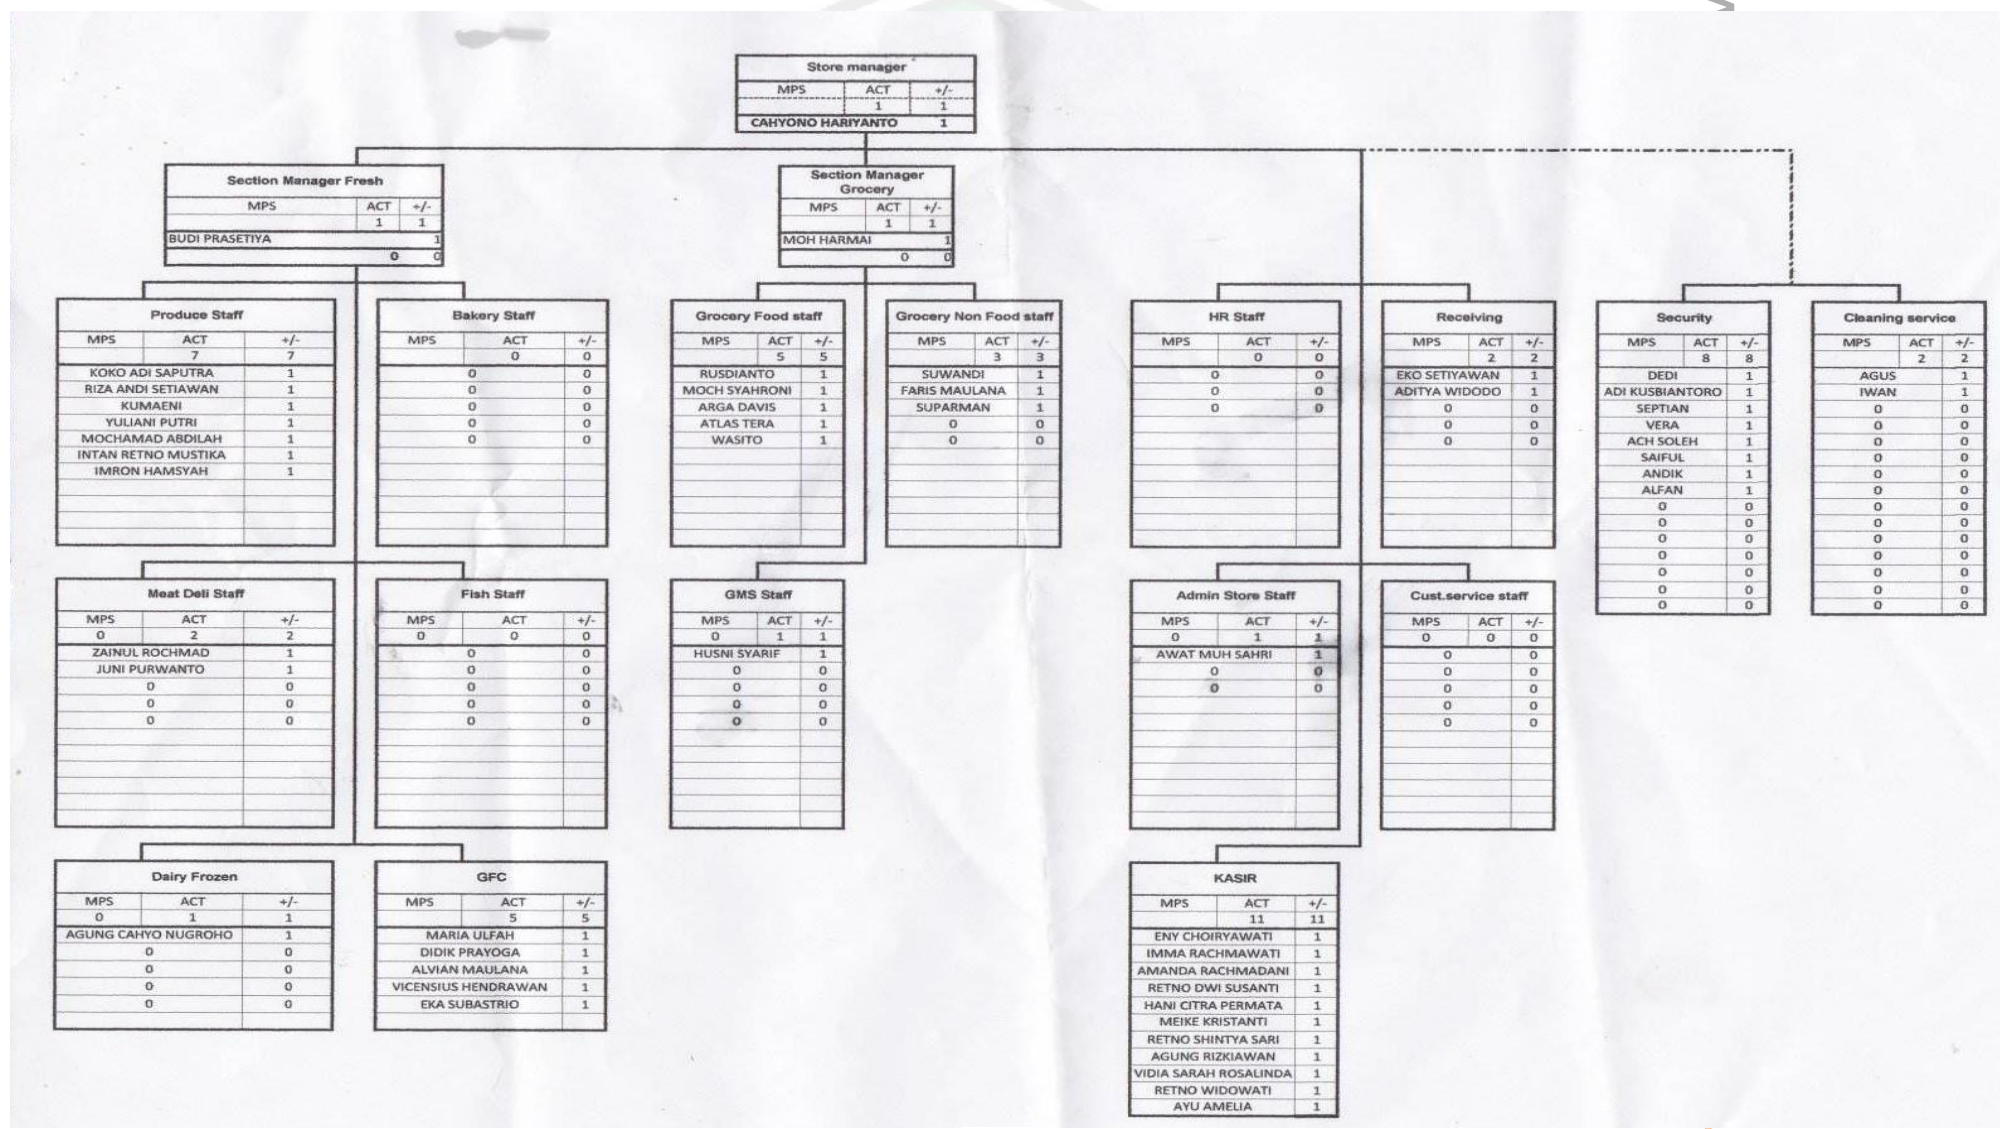 Store manager
MPS ACT +/-
1 1
CAHYONO HARIYANTO 1
Section Manager Fresh
MPS ACT +/-
1 1
BUDI PRASETIYA 1
0 0
Section Manager
Grocery
MPS ACT +/-
1 1
MOH HARMAI 1
0 0
Produce Staff
MPS ACT +/-
7 7
KOKO ADI SAPUTRA 1
RIZA ANDI SETIAWAN 1
KUMAENI 1
YULIANI PUTRI 1
MOCHAMAD ABDILAH 1
INTAN RETNO MUSTIKA 1
IMRON HAMSYAH 1
Bakery Staff
MPS ACT +/-
0 0
0 0
0 0
0 0
0 0
0 0
Grocery Food staff
MPS ACT +/-
5 5
RUSDIANTO 1
MOCH SYAHRONI 1
ARGA DAVIS 1
ATLAS TERA 1
WASITO 1
Grocery Non Food staff
MPS ACT +/-
3 3
SUWANDI 1
FARIS MAULANA 1
SUPARMAN 1
0 0
0 0
HR Staff
MPS ACT +/-
0 0
0 0
0 0
0 0
Receiving
MPS ACT +/-
2 2
EKO SETIYAWAN 1
ADITYA WIDODO 1
0 0
0 0
0 0
Security
MPS ACT +/-
8 8
DEDI 1
ADI KUSBIANTORO 1
SEPTIAN 1
VERA 1
ACH SOLEH 1
SAIFUL 1
ANDIK 1
ALFAN 1
0 0
0 0
0 0
0 0
0 0
0 0
0 0
Cleaning service
MPS ACT +/-
2 2
AGUS 1
IWAN 1
0 0
0 0
0 0
0 0
0 0
0 0
0 0
0 0
0 0
0 0
0 0
0 0
0 0
Meat Deli Staff
MPS ACT +/-
0 2 2
ZAINUL ROCHMAD 1
JUNI PURWANTO 1
0 0
0 0
0 0
Fish Staff
MPS ACT +/-
0 0 0
0 0
0 0
0 0
0 0
0 0
GMS Staff
MPS ACT +/-
0 1 1
HUSNI SYARIF 1
0 0
0 0
0 0
0 0
Admin Store Staff
MPS ACT +/-
0 1 1
AWAT MUH SAHRI 1
0 0
0 0
Cust.service staff
MPS ACT +/-
0 0 0
0 0
0 0
0 0
0 0
0 0
Dairy Frozen
MPS ACT +/-
0 1 1
AGUNG CAHYO NUGROHO 1
0 0
0 0
0 0
0 0
GFC
MPS ACT +/-
5 5
MARIA ULFAH 1
DIDIK PRAYOGA 1
ALVIAN MAULANA 1
VICENSIUS HENDRAWAN 1
EKA SUBASTRIO 1
KASIR
MPS ACT +/-
11 11
ENY CHOIRYAWATI 1
IMMA RACHMAWATI 1
AMANDA RACHMADANI 1
RETNO DWI SUSANTI 1
HANI CITRA PERMATA 1
MEIKE KRISTANTI 1
RETNO SHINTYA SARI 1
AGUNG RIZKIAWAN 1
VIDIA SARAH ROSALINDA 1
RETNO WIDOWATI 1
AYU AMELIA 1